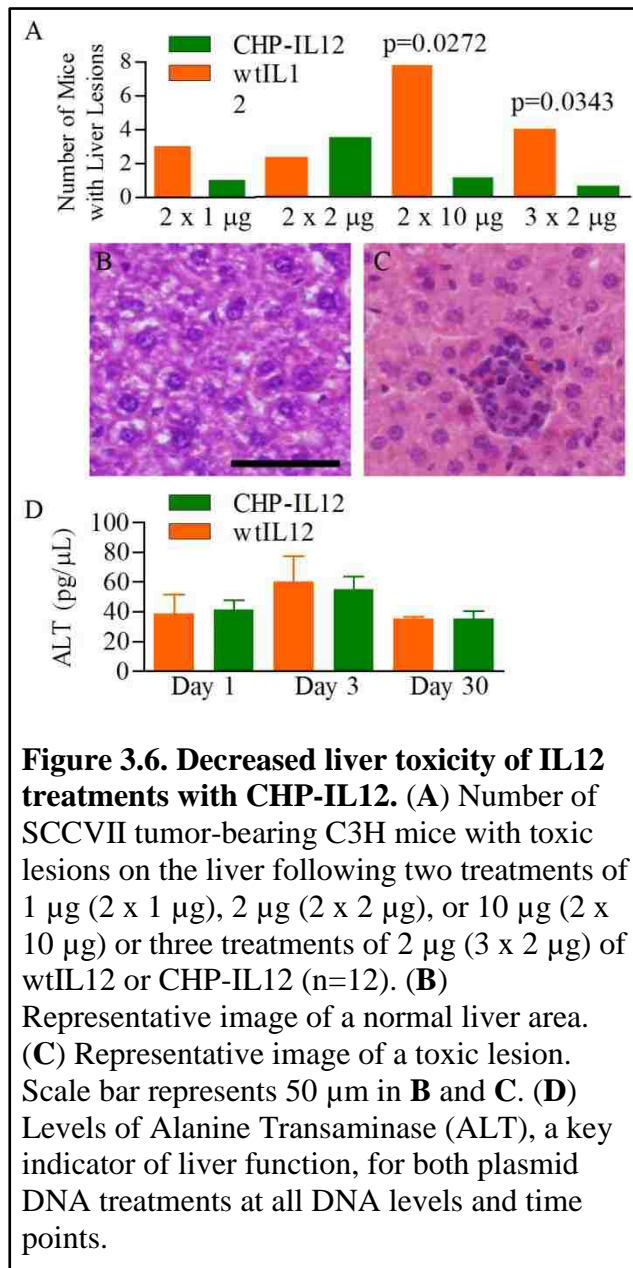 A
CHP-IL12
wtIL1
2
p=0.0272
p=0.0343
Number of Mice
with Liver Lesions
8
6
4
2
0
2 x 1 µg
2 x 2 µg
2 x 10 µg
3 x 2 µg
B
C
D
CHP-IL12
wtIL12
ALT (pg/µL)
100
80
60
40
20
0
Day 1
Day 3
Day 30
Figure 3.6. Decreased liver toxicity of IL12
treatments with CHP-IL12. (A) Number of
SCCVII tumor-bearing C3H mice with toxic
lesions on the liver following two treatments of
1 µg (2 x 1 µg), 2 µg (2 x 2 µg), or 10 µg (2 x
10 µg) or three treatments of 2 µg (3 x 2 µg) of
wtIL12 or CHP-IL12 (n=12). (B)
Representative image of a normal liver area.
(C) Representative image of a toxic lesion.
Scale bar represents 50 µm in B and C. (D)
Levels of Alanine Transaminase (ALT), a key
indicator of liver function, for both plasmid
DNA treatments at all DNA levels and time
points.